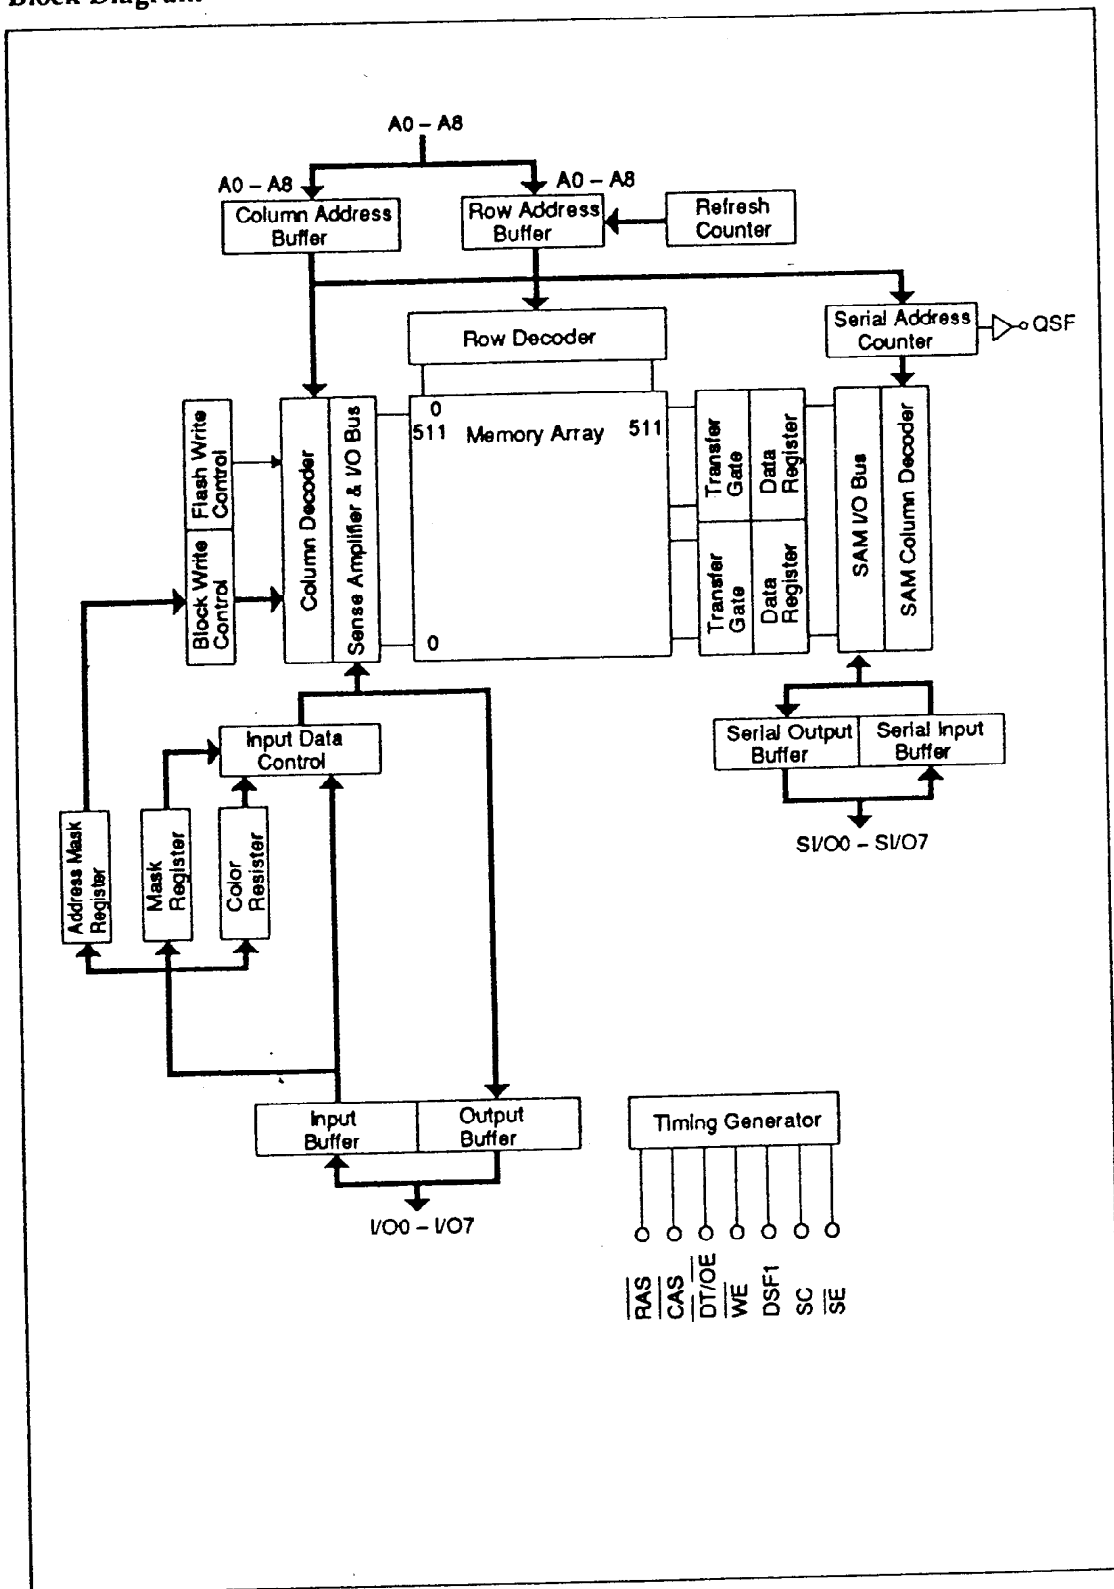 Block Diagram
A0 – A8
A0 – A8
A0 – A8
Column Address
Buffer
Row Address
Buffer
Refresh
Counter
Row Decoder
Serial Address
Counter
QSF
Flash Write
Control
Block Write
Control
Column Decoder
Sense Amplifier & I/O Bus
0
511
Memory Array
511
0
Transfer
Gate
Data
Register
Transfer
Gate
Data
Register
SAM I/O Bus
SAM Column Decoder
Input Data
Control
Serial Output
Buffer
Serial Input
Buffer
SI/O0 – SI/O7
Address Mask
Register
Mask
Register
Color
Resister
Input
Buffer
Output
Buffer
I/O0 – I/O7
Timing Generator
RAS
CAS
DT/OE
WE
DSF1
SC
SE